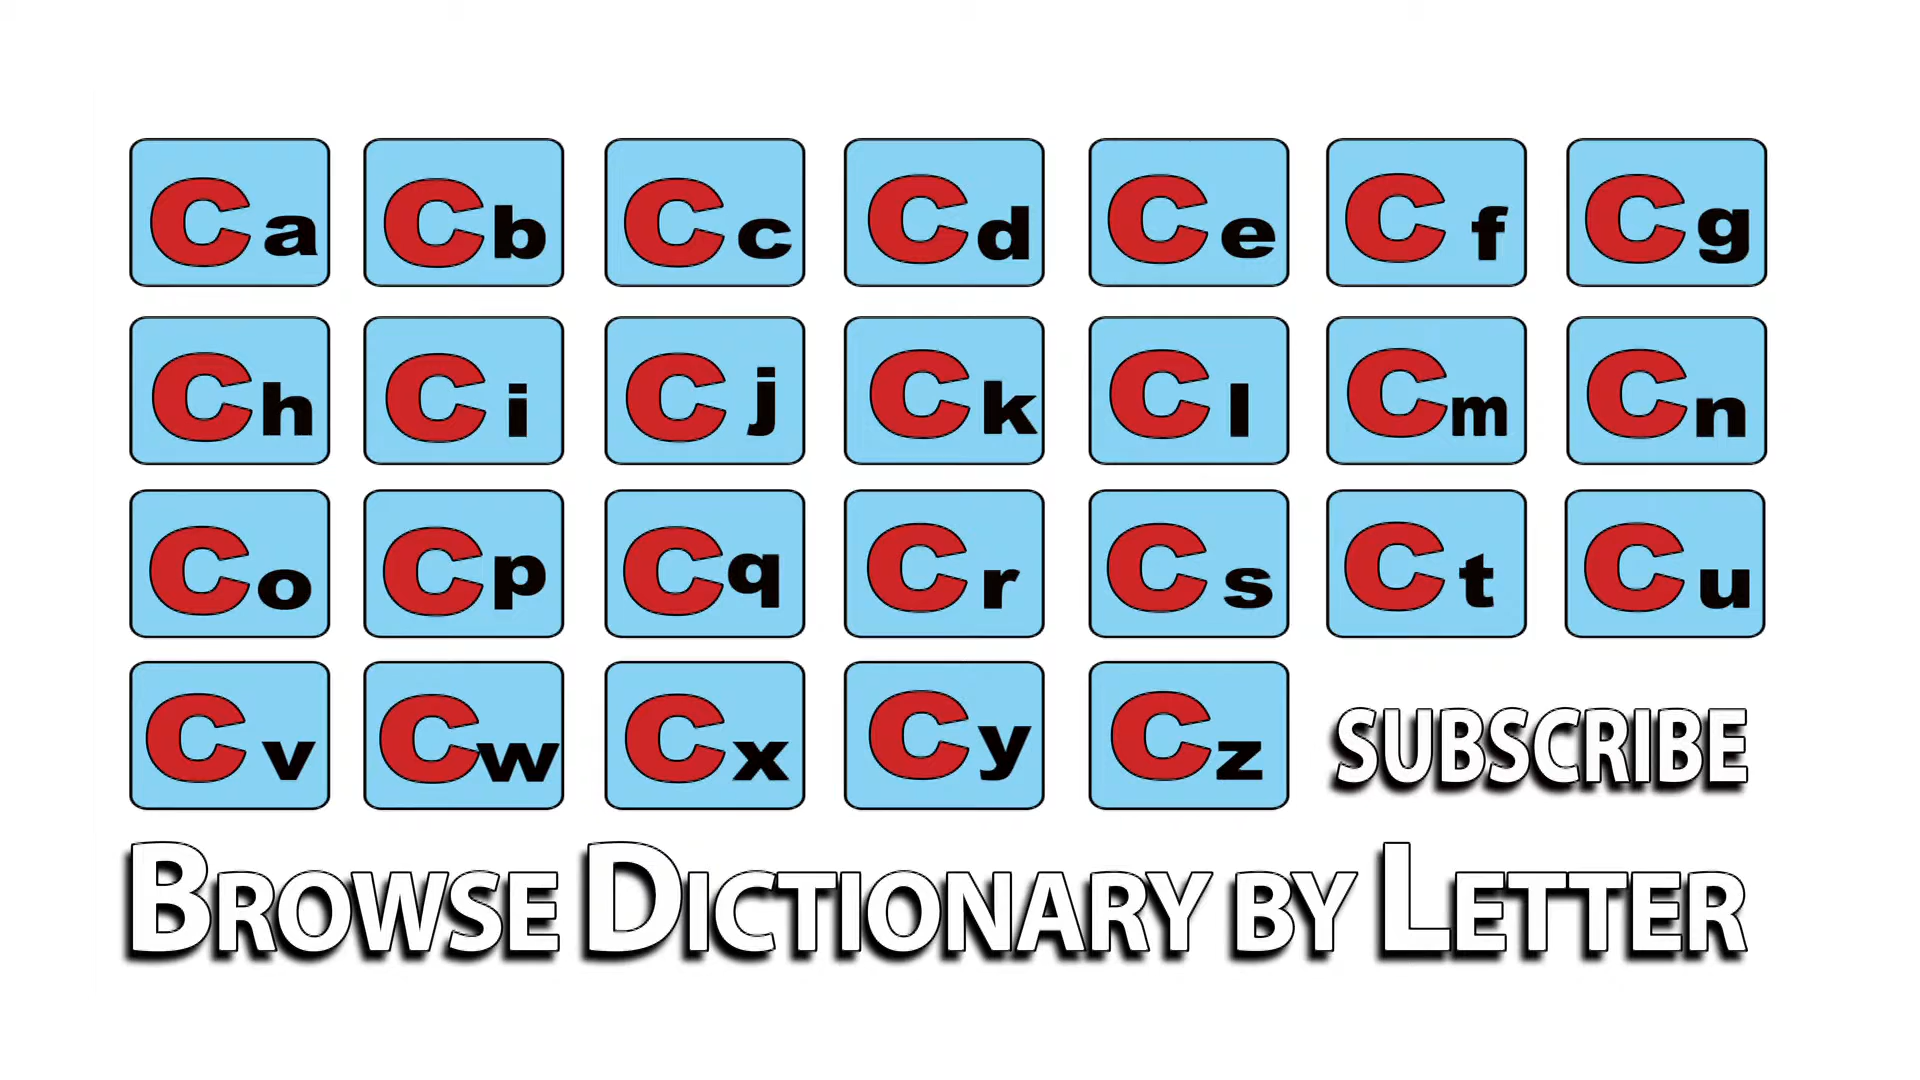 Ca Cb Cc Cd Ce Cf Cg
Ch Ci Cj Ck Cl Cm Cn
Co Cp Cq Cr Cs Ct Cu
Cv Cw Cx Cy Cz SUBSCRIBE
BROWSE DICTIONARY BY LETTER